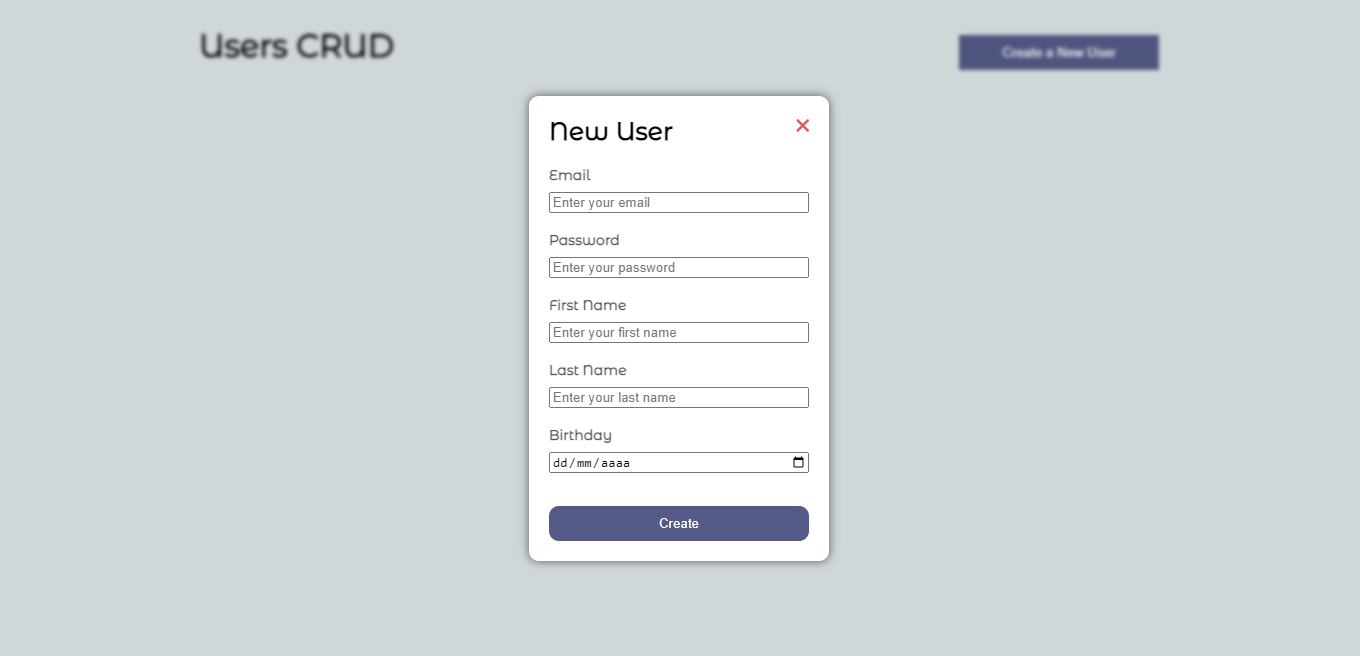 Users CRUD
Create a New User
New User
Email
Enter your email
Password
Enter your password
First Name
Enter your first name
Last Name
Enter your last name
Birthday
dd/mm/aaaa
Create